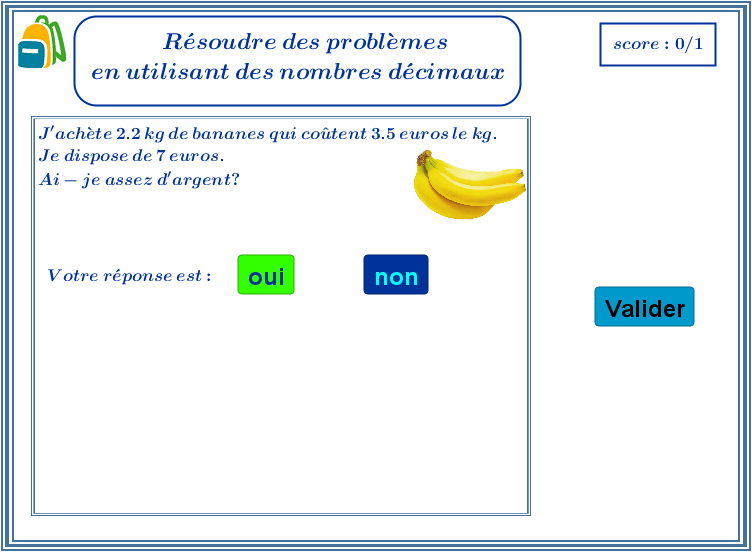 Résoudre des problèmes
en utilisant des nombres décimaux
score : 0/1
J'achète 2.2 kg de bananes qui coûtent 3.5 euros le kg.
Je dispose de 7 euros.
Ai – je assez d'argent?
Votre réponse est :
oui
non
Valider